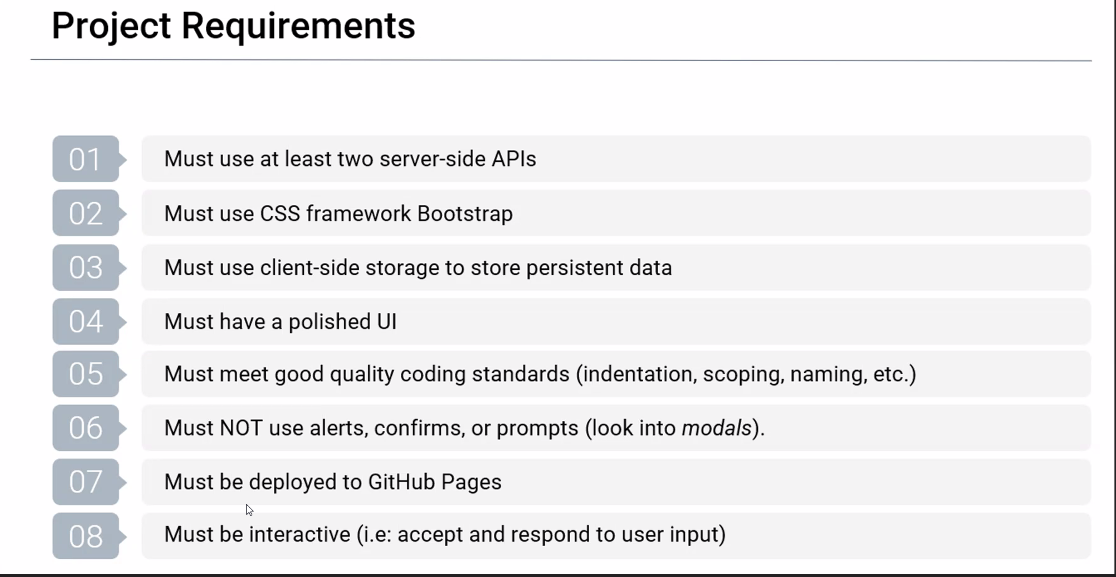 Project Requirements
01 Must use at least two server-side APIs
02 Must use CSS framework Bootstrap
03 Must use client-side storage to store persistent data
04 Must have a polished UI
05 Must meet good quality coding standards (indentation, scoping, naming, etc.)
06 Must NOT use alerts, confirms, or prompts (look into modals).
07 Must be deployed to GitHub Pages
08 Must be interactive (i.e: accept and respond to user input)